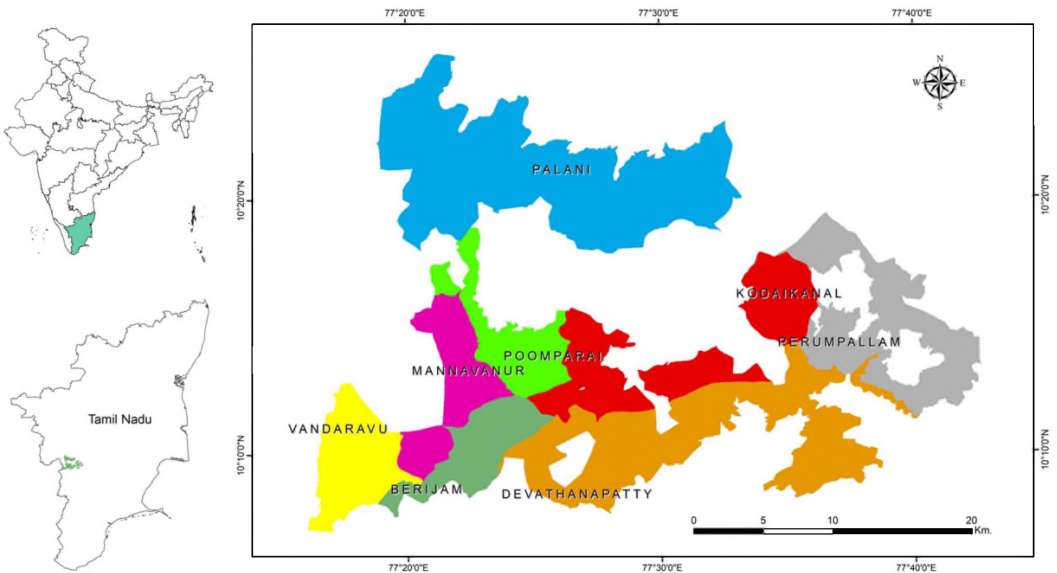 77°20'0"E
77°30'0"E
77°40'0"E
N
W E
S
PALANI
10°20'0"N
10°20'0"N
KODAIKANAL
PERUMPALLAM
POOMPARAI
MANNAVANUR
Tamil Nadu
VANDARAVU
10°10'0"N
10°10'0"N
BERIJAM
DEVATHANAPATTY
0 5 10 20
Km.
77°20'0"E
77°30'0"E
77°40'0"E